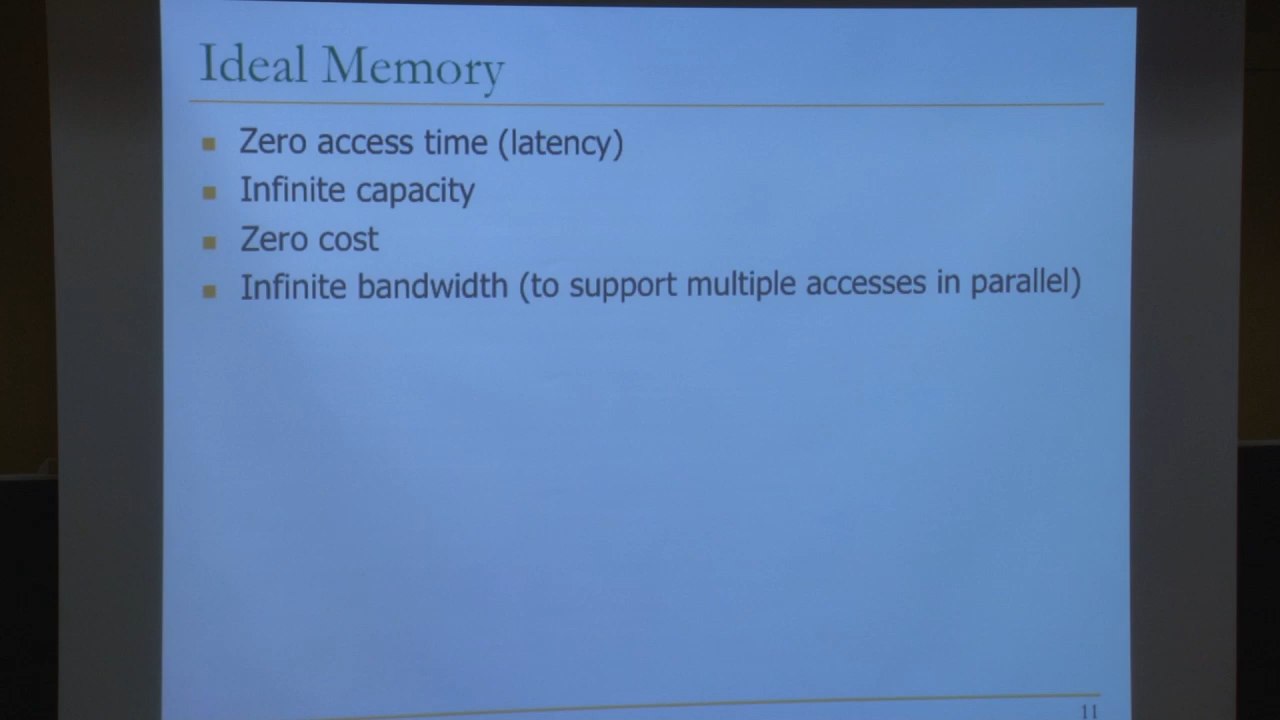 Ideal Memory
Zero access time (latency)
Infinite capacity
Zero cost
Infinite bandwidth (to support multiple accesses in parallel)
11